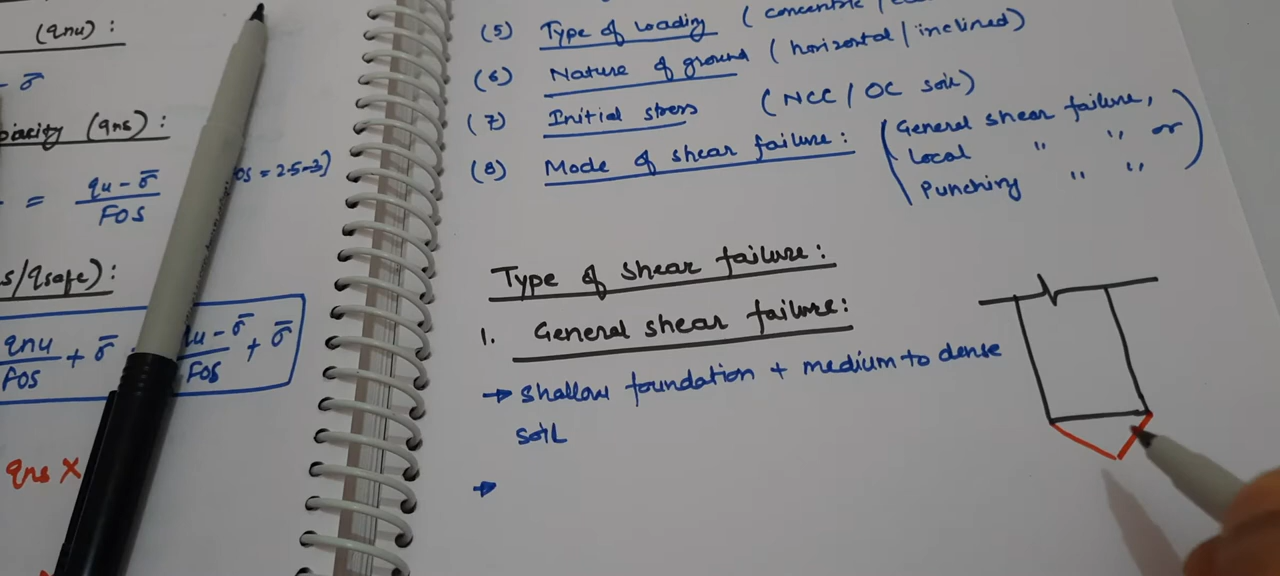 (qnu) :
- σ̅
(qns) :
= qu - σ̅ / FOS
FOS = 2.5-3]
s/qsafe) :
qnu / FOS + σ̅
qu - σ̅ / FOS + σ̅
qns X
(5) Type of loading ( concentric /
(6) Nature of ground ( horizontal / inclined)
(7) Initial stress ( NCC / OC soil)
(8) Mode of shear failure : ( General shear failure,
Local " " or
Punching " " )
Type of shear failure :
1. General shear failure :
→ shallow foundation + medium to dense
soil
→